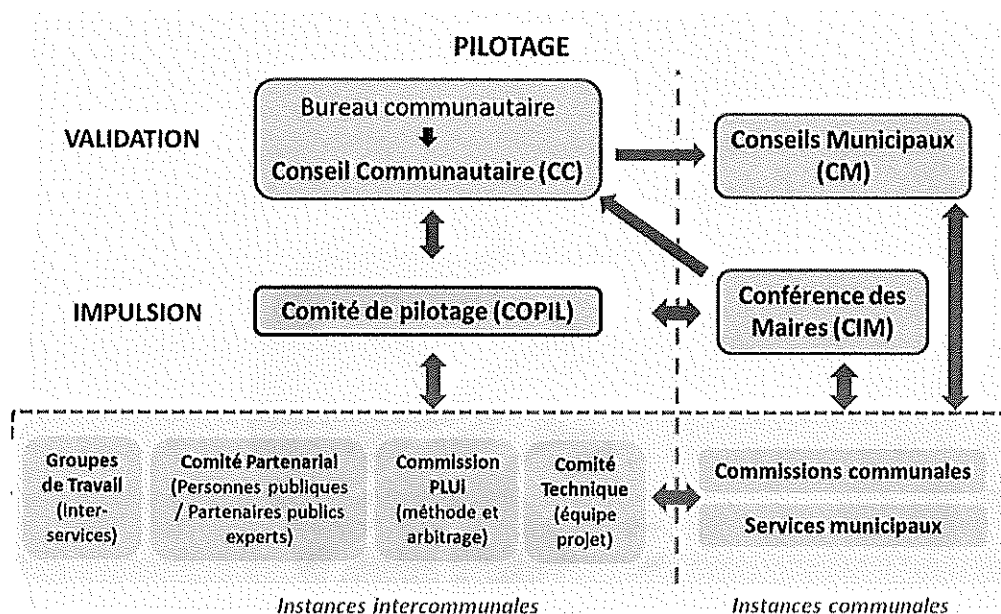 PILOTAGE
VALIDATION
Bureau communautaire
Conseil Communautaire (CC)
Conseils Municipaux
(CM)
IMPULSION
Comité de pilotage (COPIL)
Conférence des
Maires (CIM)
Groupes
de Travail
(Inter-
services)
Comité Partenarial
(Personnes publiques
/ Partenaires publics
experts)
Commission
PLUI
(méthode et
arbitrage)
Comité
Technique
(équipe
projet)
Commissions communales
Services municipaux
Instances intercommunales
Instances communales